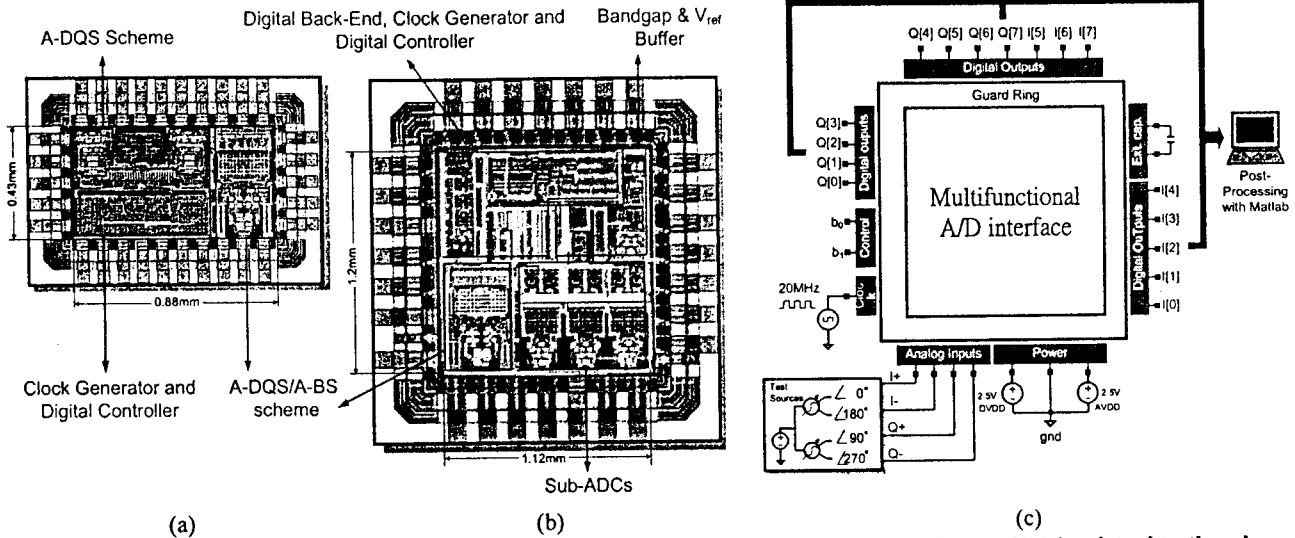 A-DQS Scheme
0.43mm
0.88mm
Clock Generator and
Digital Controller
A-DQS/A-BS
scheme
(a)
Digital Back-End, Clock Generator and
Digital Controller
Bandgap & Vref
Buffer
1.2mm
1.12mm
Sub-ADCs
(b)
Q[4] Q[5] Q[6] Q[7] I[5] I[6] I[7]
Digital Outputs
Guard Ring
Q[3]
Q[2]
Q[1]
Q[0]
Digital outputs
b0
b1
Control
20MHz
Multifunctional
A/D interface
Ext. cap.
I[4]
I[3]
I[2]
I[1]
I[0]
Digital Outputs
Post-
Processing
with Matlab
Analog Inputs
Power
Test
Sources
∠ 0°
∠180°
∠90°
∠270°
I+
I-
Q+
Q-
2 5V
DVDD
2 5V
AVDD
gnd
(c)